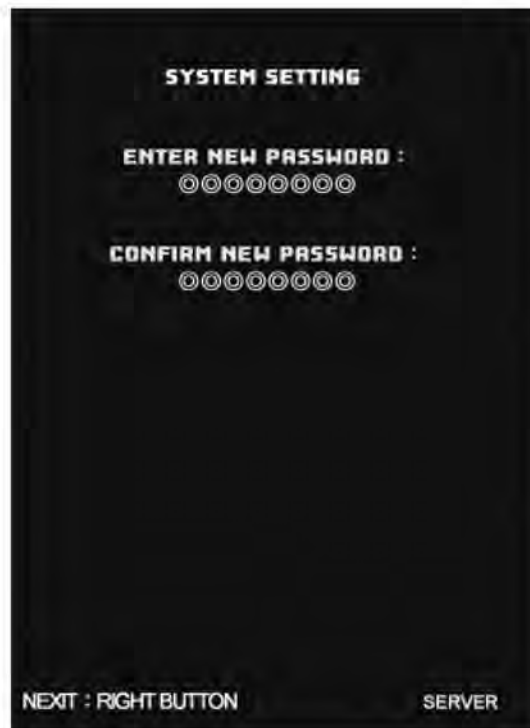 SYSTEM SETTING
ENTER NEW PASSWORD :
◎◎◎◎◎◎◎◎
CONFIRM NEW PASSWORD :
◎◎◎◎◎◎◎◎
NEXIT : RIGHT BUTTON SERVER